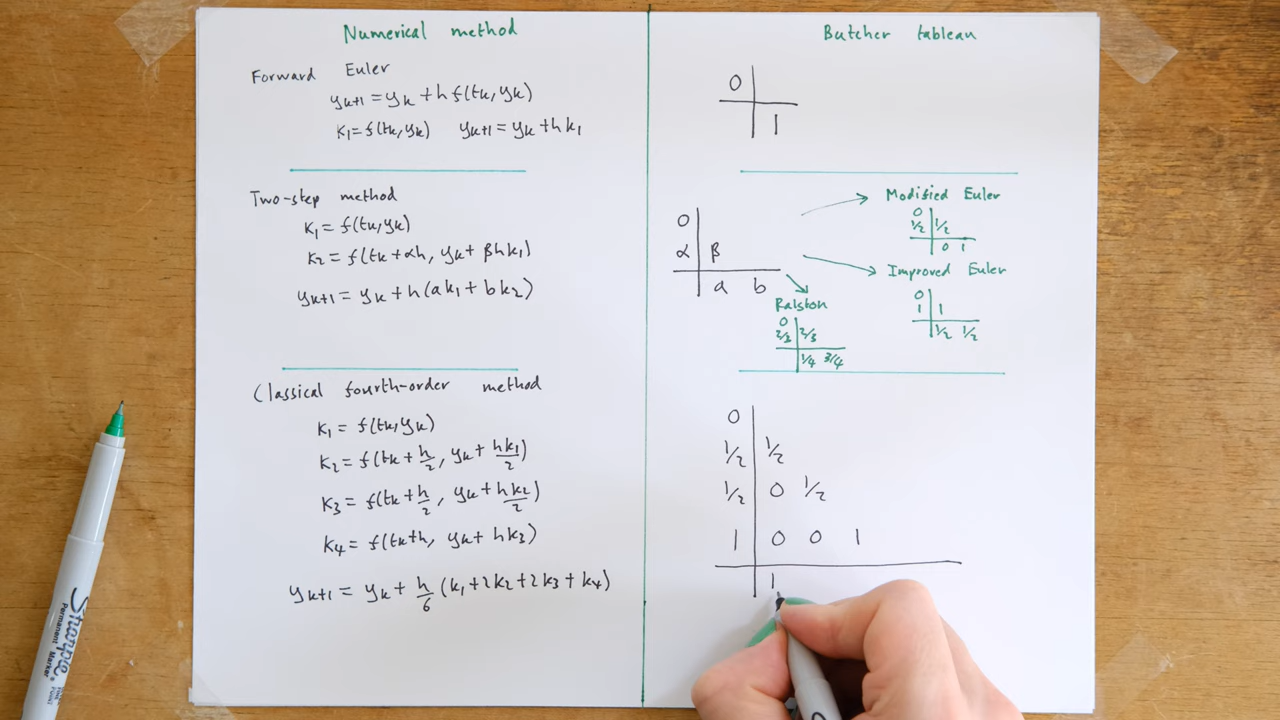 Numerical method
Forward Euler
yk+1 = yk + h f(tk, yk)
K1 = f(tk, yk) yk+1 = yk + hk1
Two-step method
K1 = f(tk, yk)
K2 = f(tk + αh, yk + βhk1)
yk+1 = yk + h(ak1 + bk2)
Classical fourth-order method
K1 = f(tk, yk)
K2 = f(tk + h/2, yk + hk1/2)
K3 = f(tk + h/2, yk + hk2/2)
K4 = f(tk + h, yk + hk3)
yk+1 = yk + h/6 (k1 + 2k2 + 2k3 + k4)
Butcher tableau
0
1
0
α β
a b
Modified Euler
0
1/2 1/2
0 1
Improved Euler
0
1 1
1/2 1/2
Ralston
0
2/3 2/3
1/4 3/4
0
1/2 1/2
1/2 0 1/2
1 0 0 1
1
Sharpie
Permanent Marker